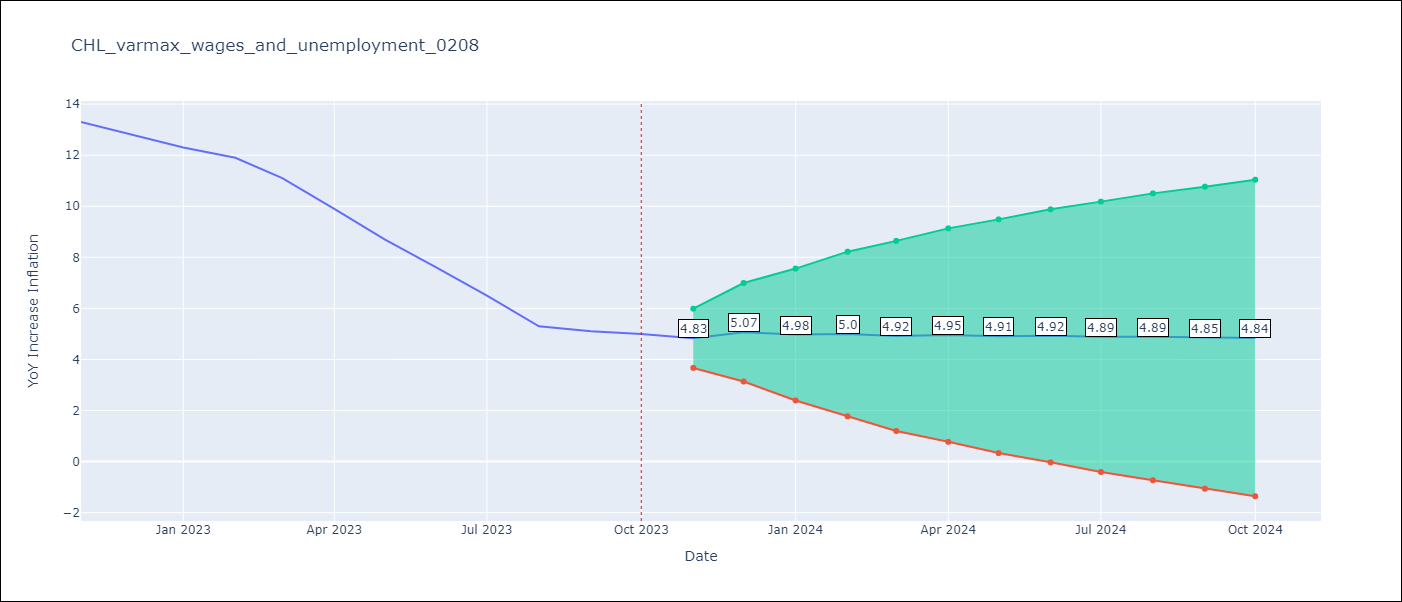 CHL_varmax_wages_and_unemployment_0208
14
12
10
8
6
4
2
0
−2
YoY Increase Inflation
4.83
5.07
4.98
5.0
4.92
4.95
4.91
4.92
4.89
4.89
4.85
4.84
Jan 2023
Apr 2023
Jul 2023
Oct 2023
Jan 2024
Apr 2024
Jul 2024
Oct 2024
Date